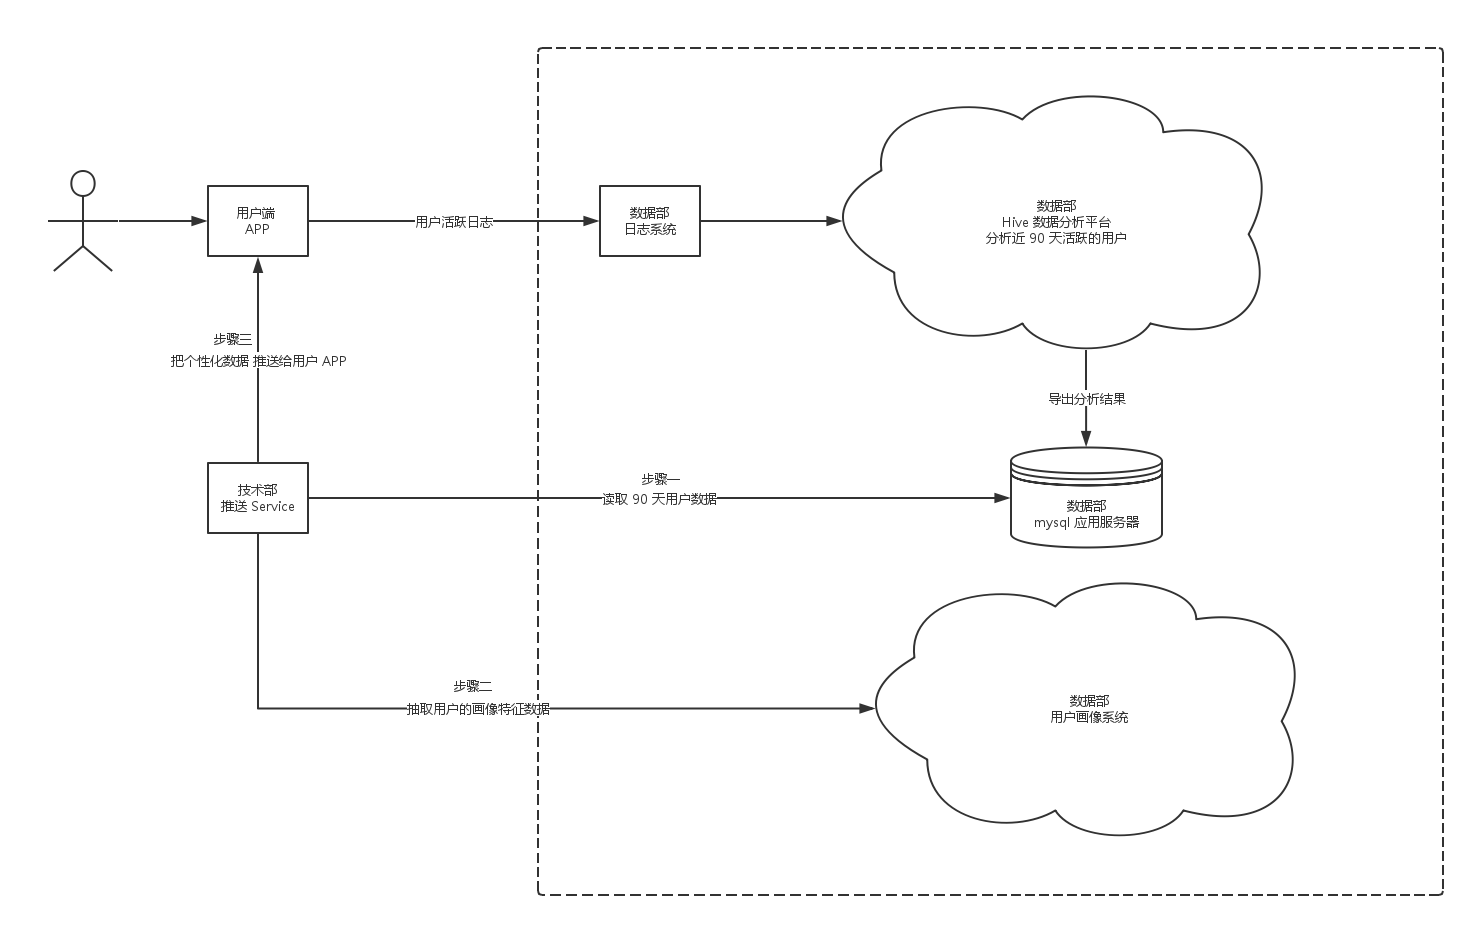 数据部
Hive 数据分析平台
分析近 90 天活跃的用户
用户端
APP
用户活跃日志
数据部
日志系统
步骤三
把个性化数据 推送给用户 APP
导出分析结果
技术部
推送 Service
步骤一
读取 90 天用户数据
数据部
mysql 应用服务器
步骤二
抽取用户的画像特征数据
数据部
用户画像系统